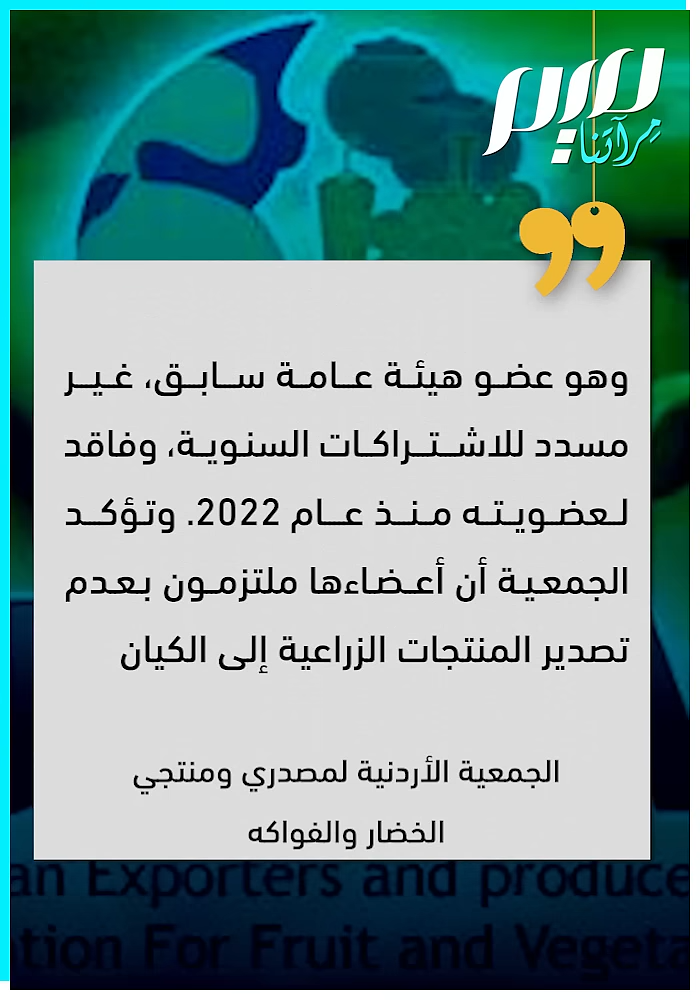 ميم
مِرآتنا
وهو عضو هيئة عامة سابق، غير
مسدد للاشتراكات السنوية، وفاقد
لعضويته منذ عام 2022. وتؤكد
الجمعية أن أعضاءها ملتزمون بعدم
تصدير المنتجات الزراعية إلى الكيان
الجمعية الأردنية لمصدري ومنتجي
الخضار والفواكه
an Exporters and produce
tion For Fruit and Vegeta